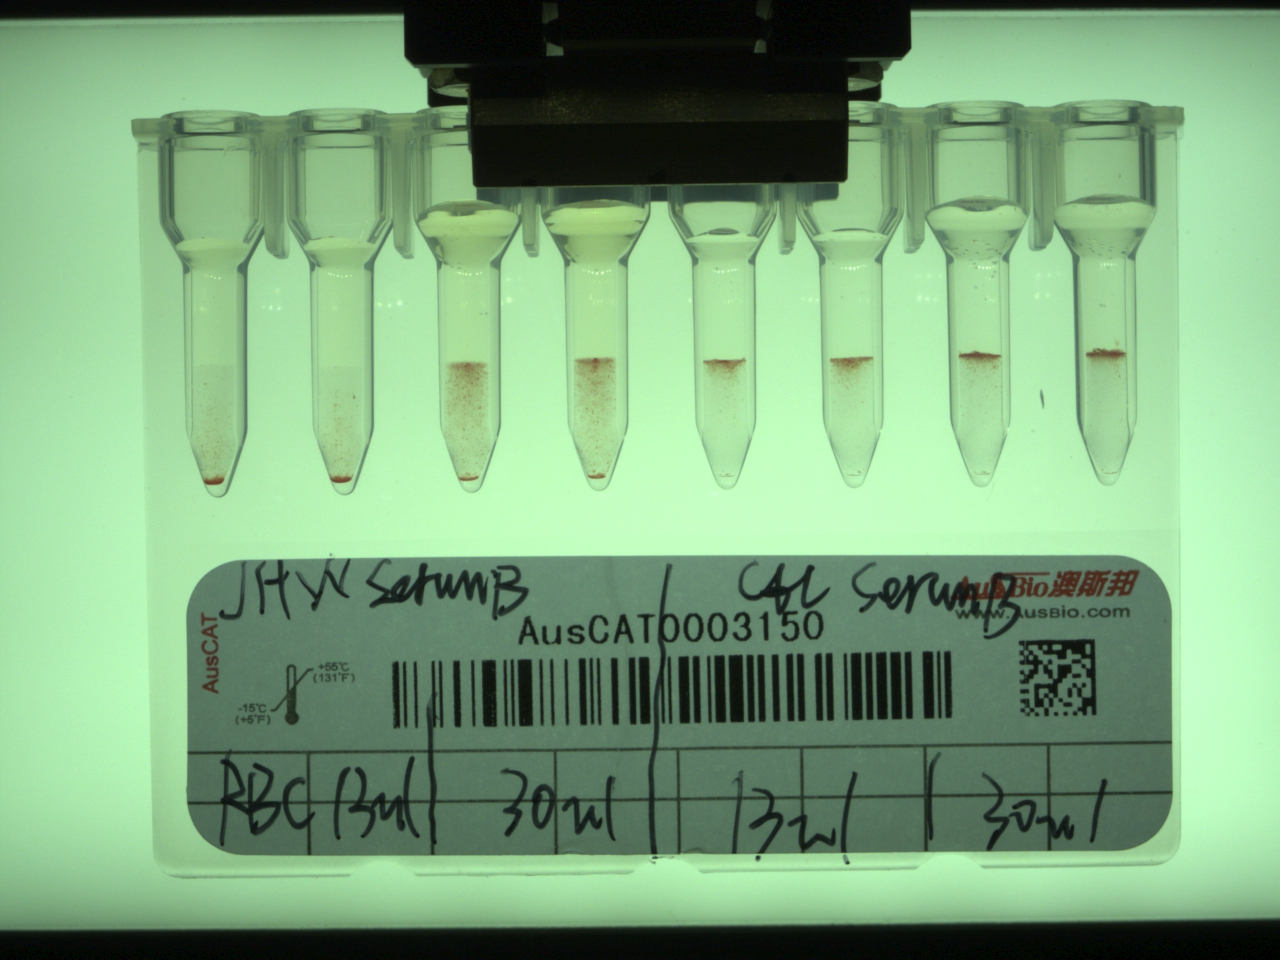 JHW SerumB
CAL SerumB
AusBio澳斯邦
www.AusBio.com
AusCAT
AusCAT0003150
+55℃
(131℉)
-15℃
(+5℉)
RBC 13ul 30ul 13ul 30ul